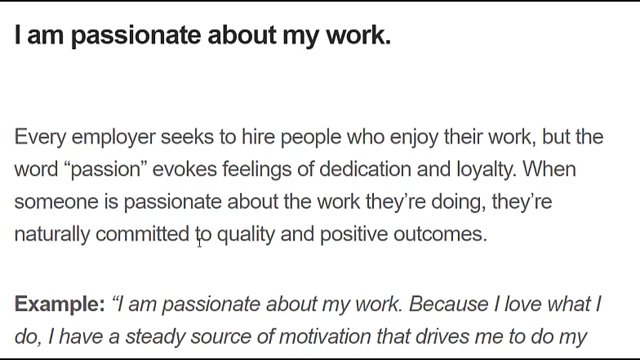 I am passionate about my work.
Every employer seeks to hire people who enjoy their work, but the
word “passion” evokes feelings of dedication and loyalty. When
someone is passionate about the work they’re doing, they’re
naturally committed to quality and positive outcomes.
Example: “I am passionate about my work. Because I love what I
do, I have a steady source of motivation that drives me to do my